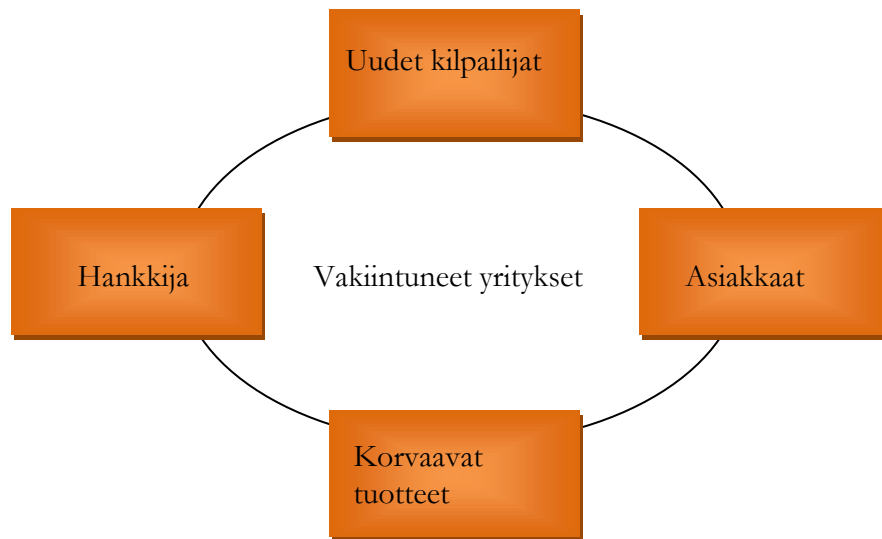 Uudet kilpailijat
Hankkija
Vakiintuneet yritykset
Asiakkaat
Korvaavat
tuotteet